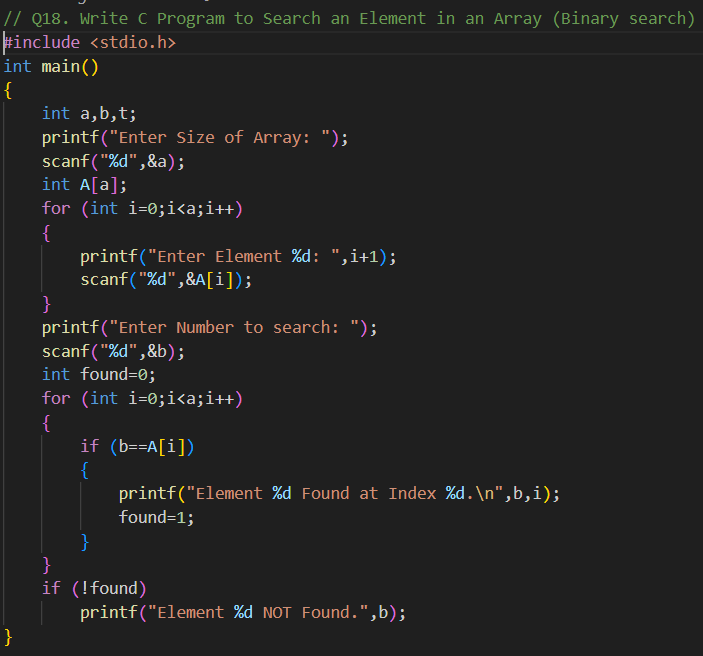 // Q18. Write C Program to Search an Element in an Array (Binary search)
#include <stdio.h>
int main()
{
    int a,b,t;
    printf("Enter Size of Array: ");
    scanf("%d",&a);
    int A[a];
    for (int i=0;i<a;i++)
    {
        printf("Enter Element %d: ",i+1);
        scanf("%d",&A[i]);
    }
    printf("Enter Number to search: ");
    scanf("%d",&b);
    int found=0;
    for (int i=0;i<a;i++)
    {
        if (b==A[i])
        {
            printf("Element %d Found at Index %d.\n",b,i);
            found=1;
        }
    }
    if (!found)
        printf("Element %d NOT Found.",b);
}